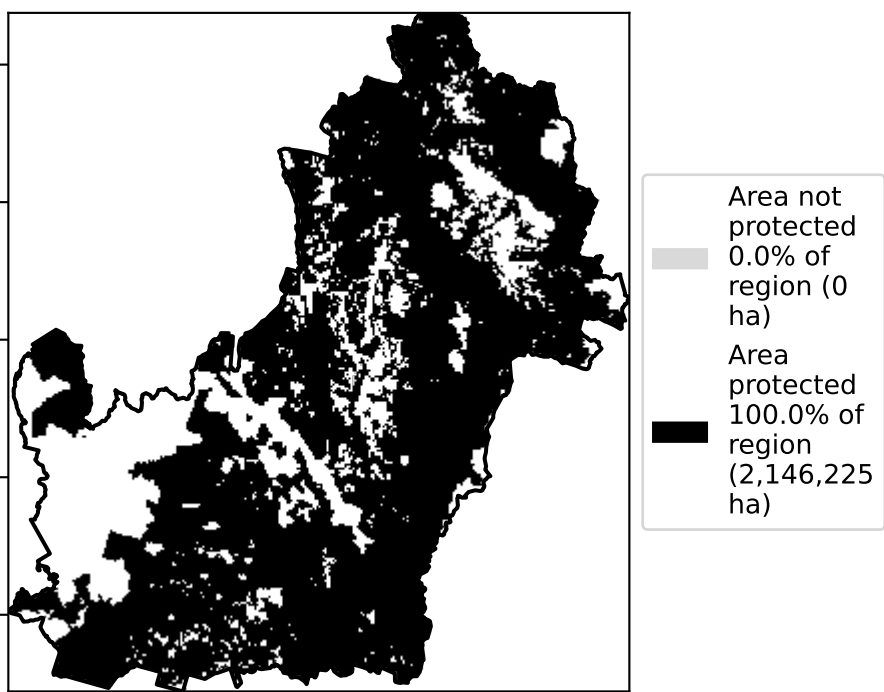 Area not
protected
0.0% of
region (0
ha)
Area
protected
100.0% of
region
(2,146,225
ha)